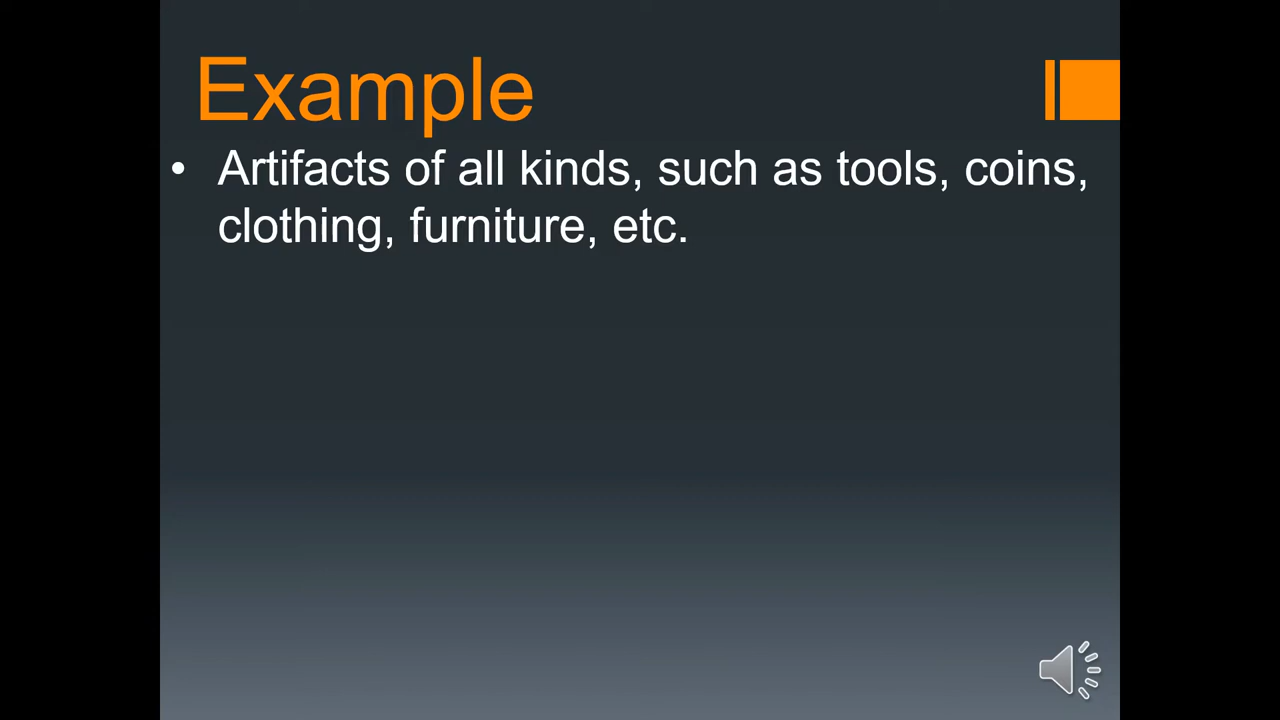 Example
• Artifacts of all kinds, such as tools, coins,
clothing, furniture, etc.